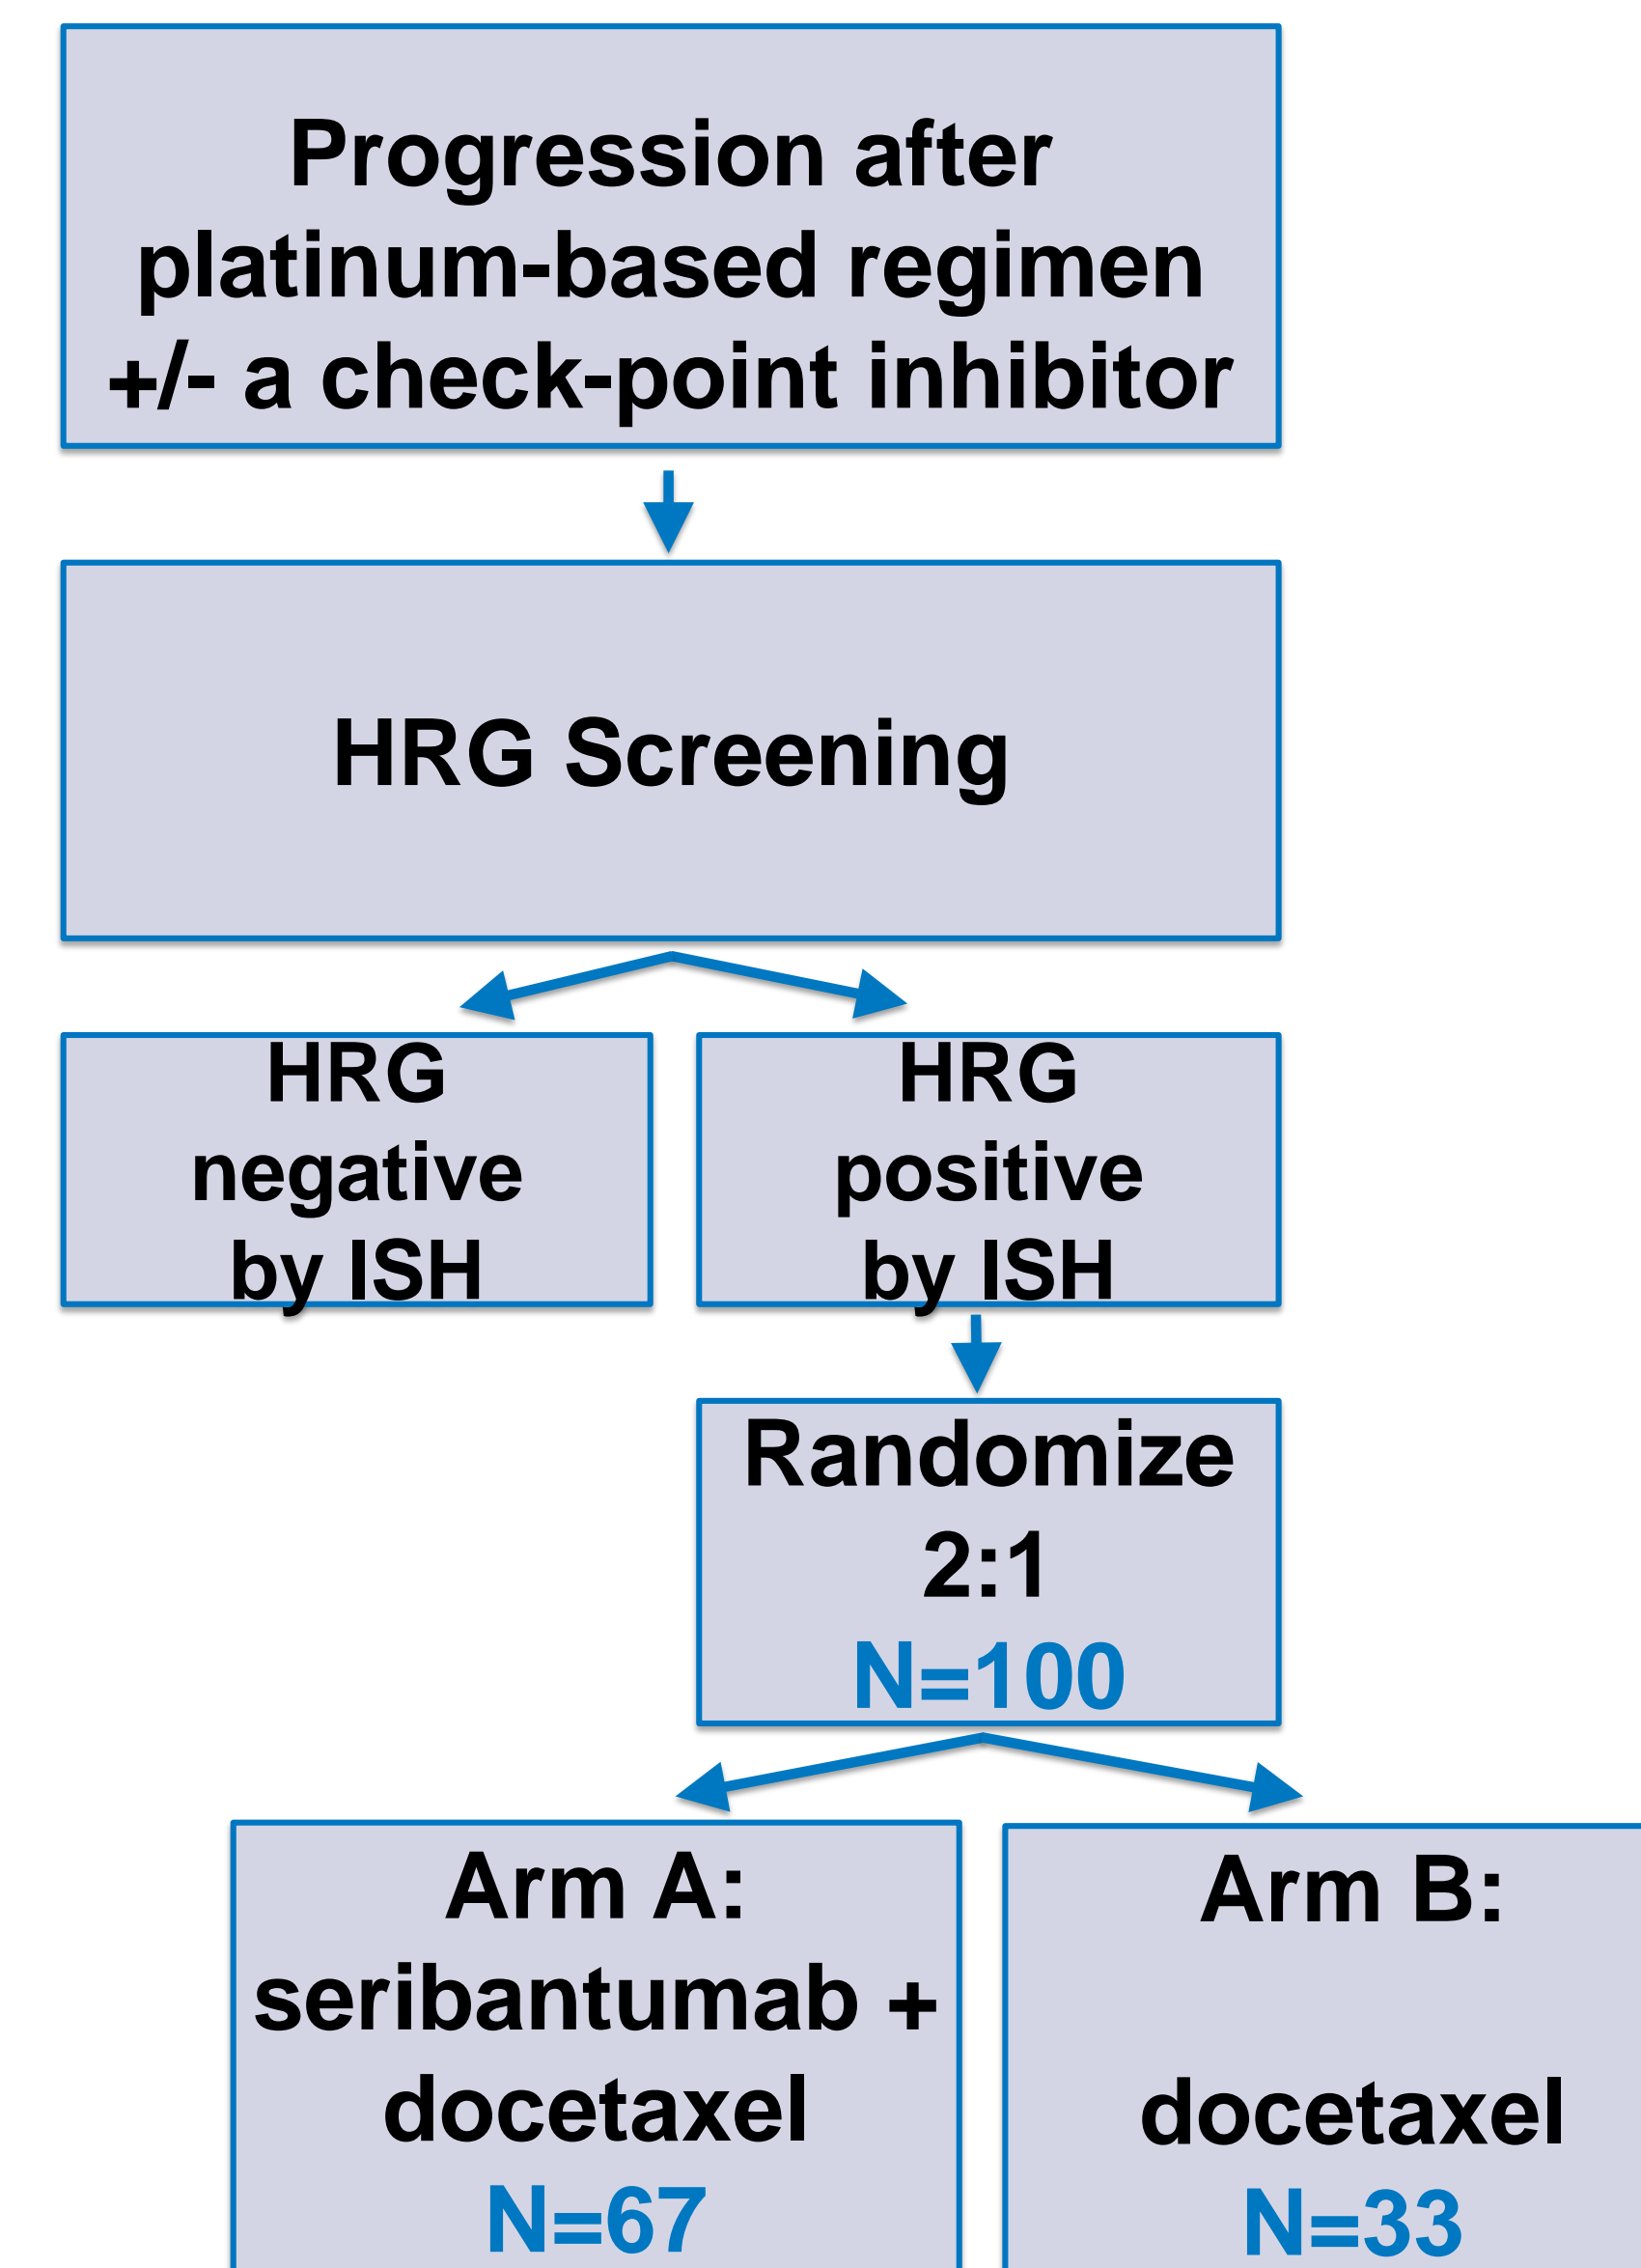 Progression after
platinum-based regimen
+/- a check-point inhibitor
HRG Screening
HRG
negative
by ISH
HRG
positive
by ISH
Randomize
2:1
N=100
Arm A:
seribantumab +
docetaxel
N=67
Arm B:
docetaxel
N=33